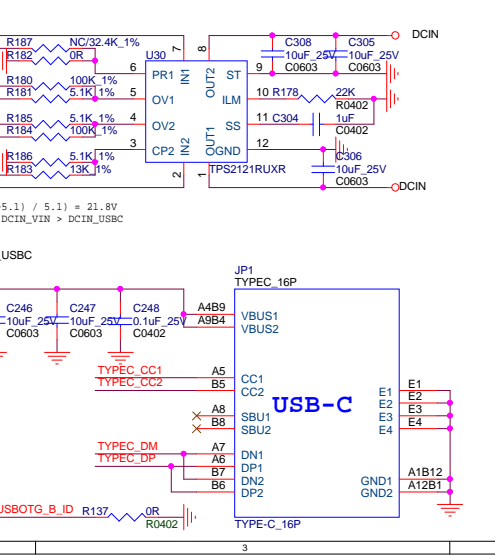 R187 NC/32.4K_1%
R182 0R
R180 100K_1%
R181 5.1K_1%
R185 5.1K_1%
R184 100K_1%
R186 5.1K_1%
R183 13K_1%
U30
7
8
6 PR1 IN1 OUT2 ST 9
5 OV1 ILM 10 R178 22K
R0402
4 OV2 SS 11 C304 1uF
C0402
3 CP2 IN2 OUT1 OGND 12
2
1
TPS2121RUXR
C308
10uF_25V
C0603
C305
10uF_25V
C0603
DCIN
C306
10uF_25V
C0603
DCIN
5.1) / 5.1) = 21.8V
DCIN_VIN > DCIN_USBC
_USBC
C246
10uF_25V
C0603
C247
10uF_25V
C0603
C248
0.1uF_25V
C0402
JP1
TYPEC_16P
A4B9 VBUS1
A9B4 VBUS2
TYPEC_CC1 A5 CC1
TYPEC_CC2 B5 CC2
A8 SBU1
B8 SBU2
USB-C
TYPEC_DM A7 DN1
TYPEC_DP A6 DP1
B7 DN2
B6 DP2
E1 E1
E2 E2
E3 E3
E4 E4
GND1 A1B12
GND2 A12B1
TYPE-C_16P
USBOTG_B_ID R137 0R
R0402
3